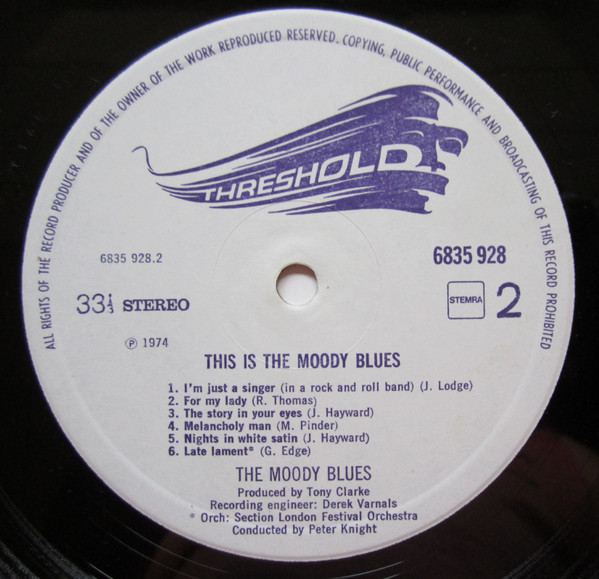 ALL RIGHTS OF THE RECORD PRODUCER AND OF THE OWNER OF THE WORK REPRODUCED RESERVED. COPYING, PUBLIC PERFORMANCE AND BROADCASTING OF THIS RECORD PROHIBITED
THRESHOLD
6835 928.2
6835 928
33⅓ STEREO
STEMRA
2
℗ 1974
THIS IS THE MOODY BLUES
1. I'm just a singer (in a rock and roll band) (J. Lodge)
2. For my lady (R. Thomas)
3. The story in your eyes (J. Hayward)
4. Melancholy man (M. Pinder)
5. Nights in white satin (J. Hayward)
6. Late lament* (G. Edge)
THE MOODY BLUES
Produced by Tony Clarke
Recording engineer: Derek Varnals
* Orch: Section London Festival Orchestra
Conducted by Peter Knight